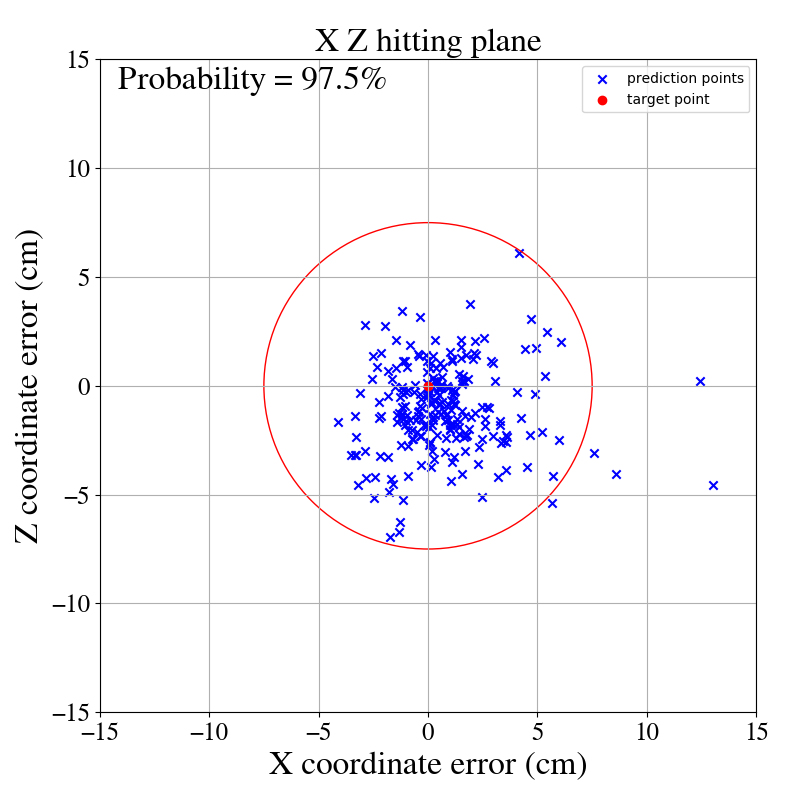 X Z hitting plane
Probability = 97.5%
prediction points
target point
Z coordinate error (cm)
15
10
5
0
−5
−10
−15
−15
−10
−5
0
5
10
15
X coordinate error (cm)